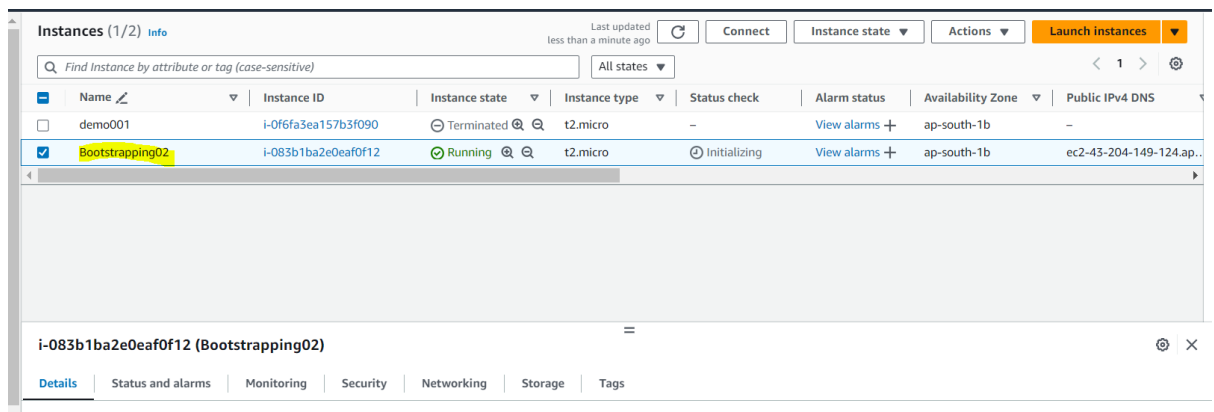 Instances (1/2) Info
Last updated
less than a minute ago
Connect
Instance state
Actions
Launch instances
Find Instance by attribute or tag (case-sensitive)
All states
1
Name Instance ID Instance state Instance type Status check Alarm status Availability Zone Public IPv4 DNS
demo001 i-0f6fa3ea157b3f090 Terminated t2.micro – View alarms + ap-south-1b –
Bootstrapping02 i-083b1ba2e0eaf0f12 Running t2.micro Initializing View alarms + ap-south-1b ec2-43-204-149-124.ap...
i-083b1ba2e0eaf0f12 (Bootstrapping02)
Details Status and alarms Monitoring Security Networking Storage Tags